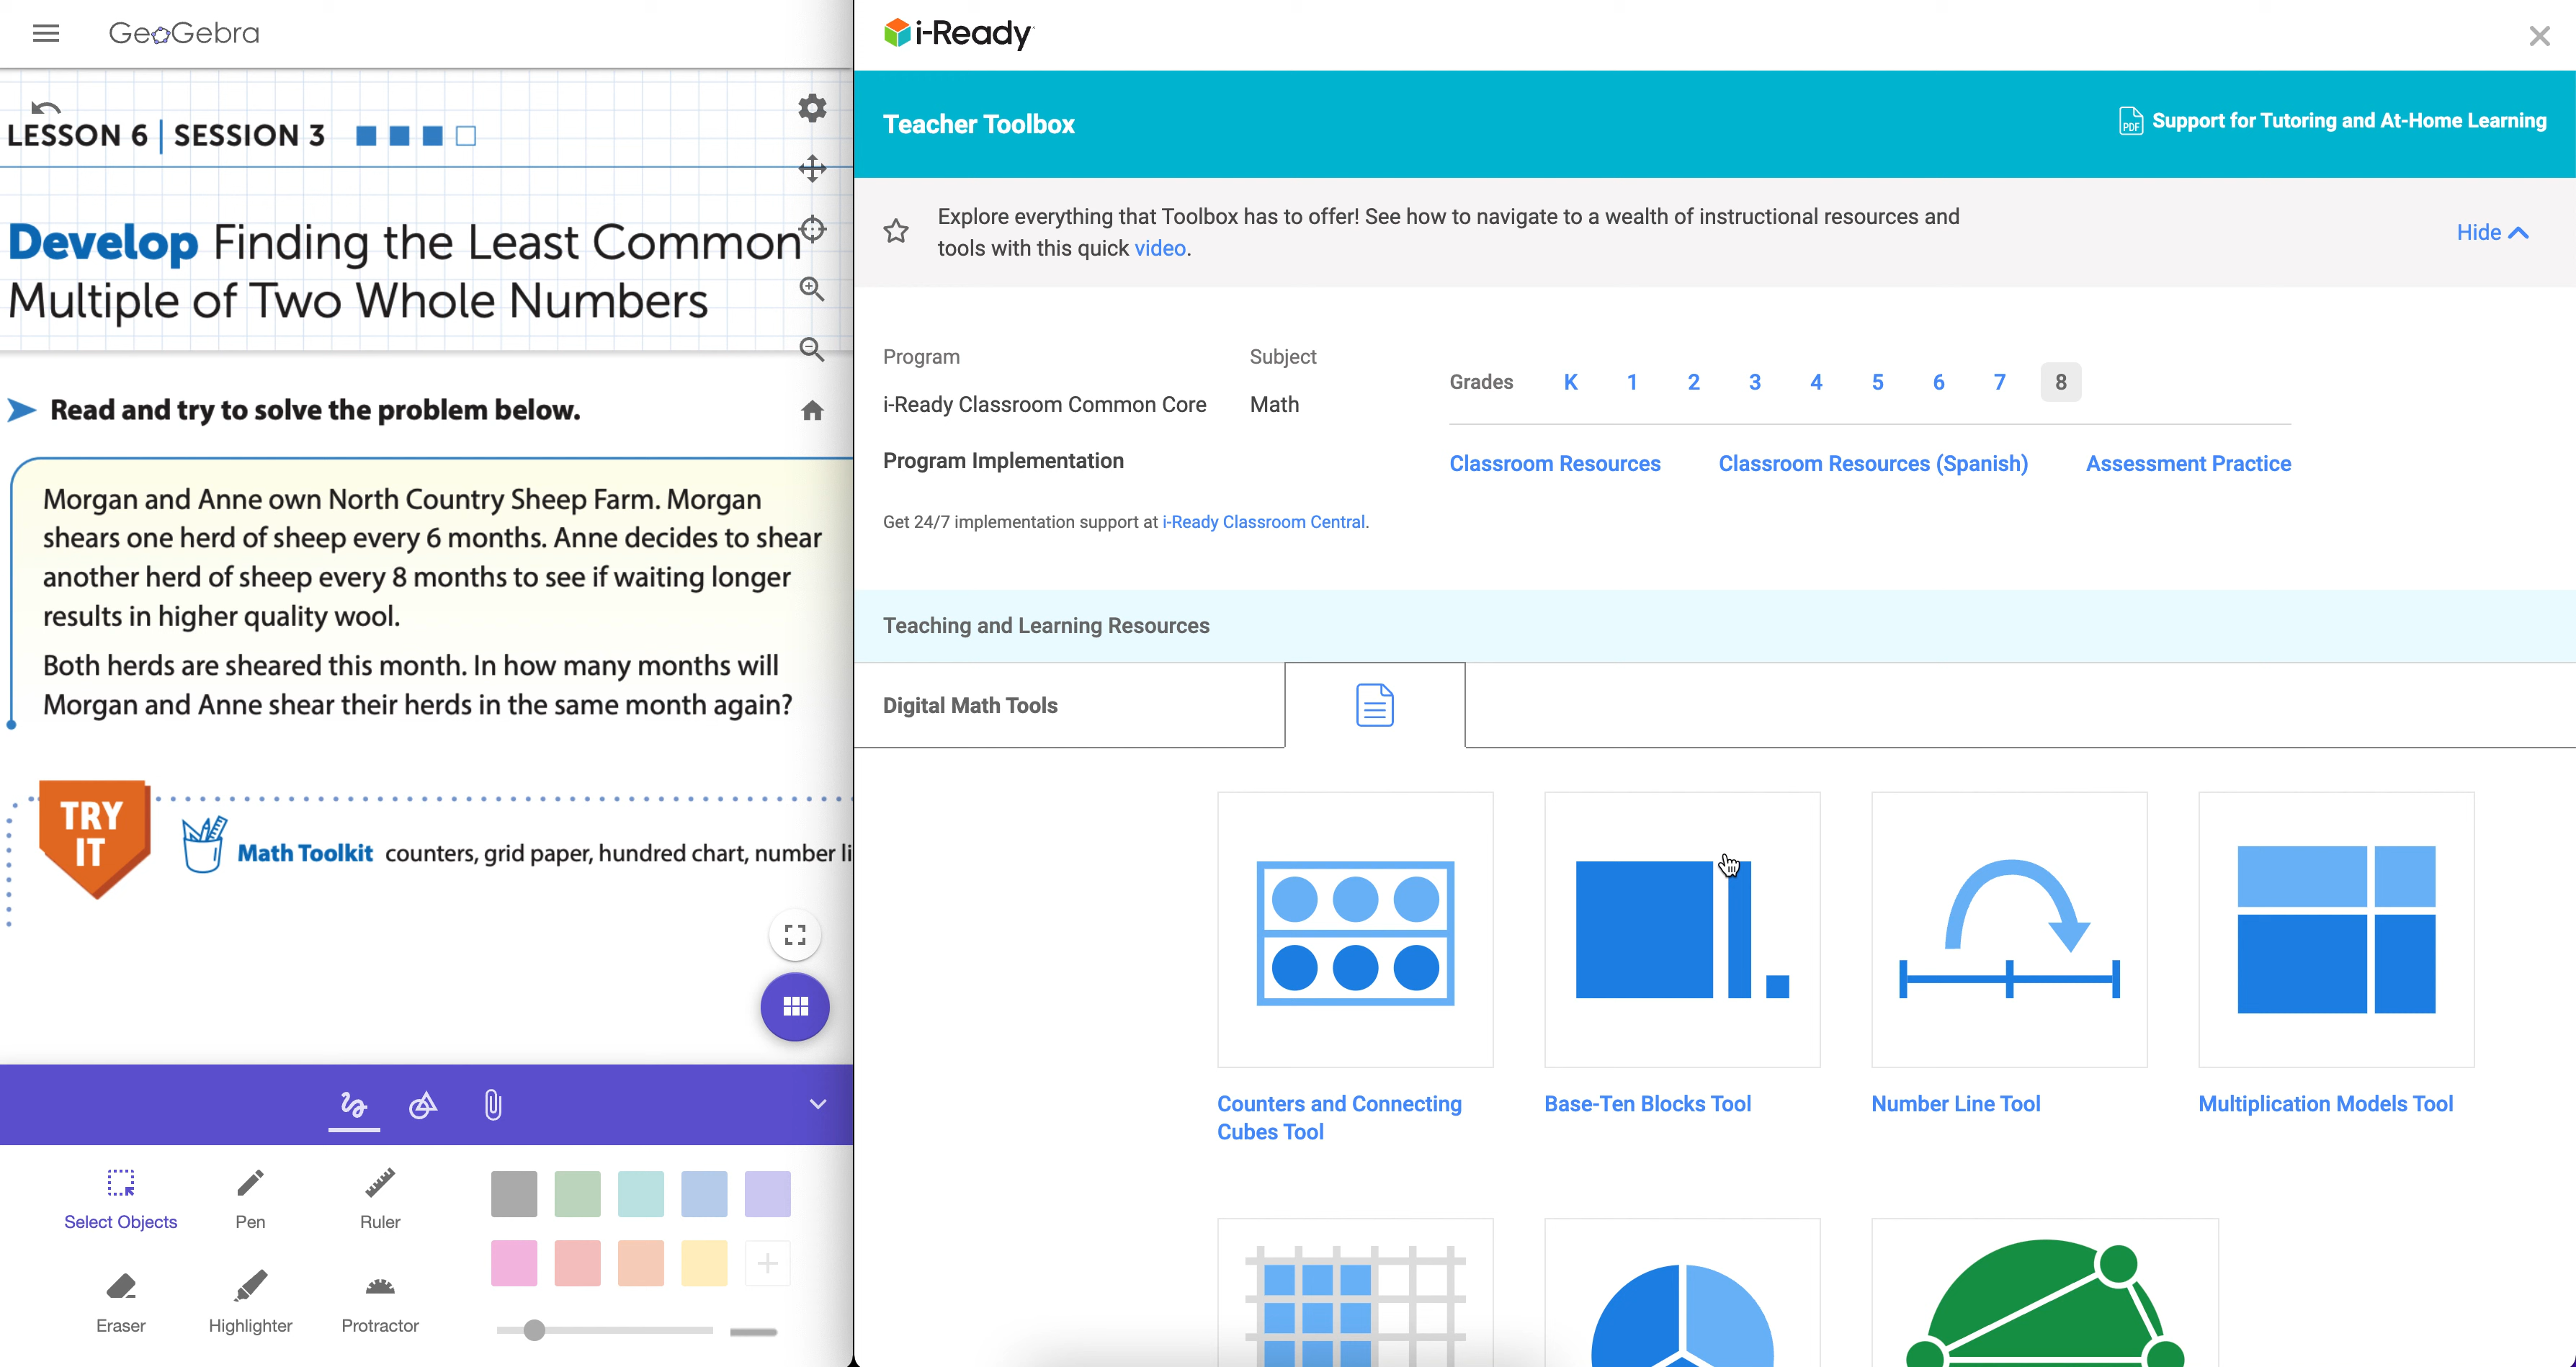 GeoGebra
LESSON 6 | SESSION 3
Develop Finding the Least Common
Multiple of Two Whole Numbers
Read and try to solve the problem below.
Morgan and Anne own North Country Sheep Farm. Morgan
shears one herd of sheep every 6 months. Anne decides to shear
another herd of sheep every 8 months to see if waiting longer
results in higher quality wool.
Both herds are sheared this month. In how many months will
Morgan and Anne shear their herds in the same month again?
TRY
IT
Math Toolkit counters, grid paper, hundred chart, number li
Select Objects
Pen
Ruler
Eraser
Highlighter
Protractor
i-Ready
Teacher Toolbox
PDF Support for Tutoring and At-Home Learning
Explore everything that Toolbox has to offer! See how to navigate to a wealth of instructional resources and
tools with this quick video.
Hide
Program
Subject
i-Ready Classroom Common Core
Math
Grades K 1 2 3 4 5 6 7 8
Program Implementation
Classroom Resources
Classroom Resources (Spanish)
Assessment Practice
Get 24/7 implementation support at i-Ready Classroom Central.
Teaching and Learning Resources
Digital Math Tools
Counters and Connecting
Cubes Tool
Base-Ten Blocks Tool
Number Line Tool
Multiplication Models Tool